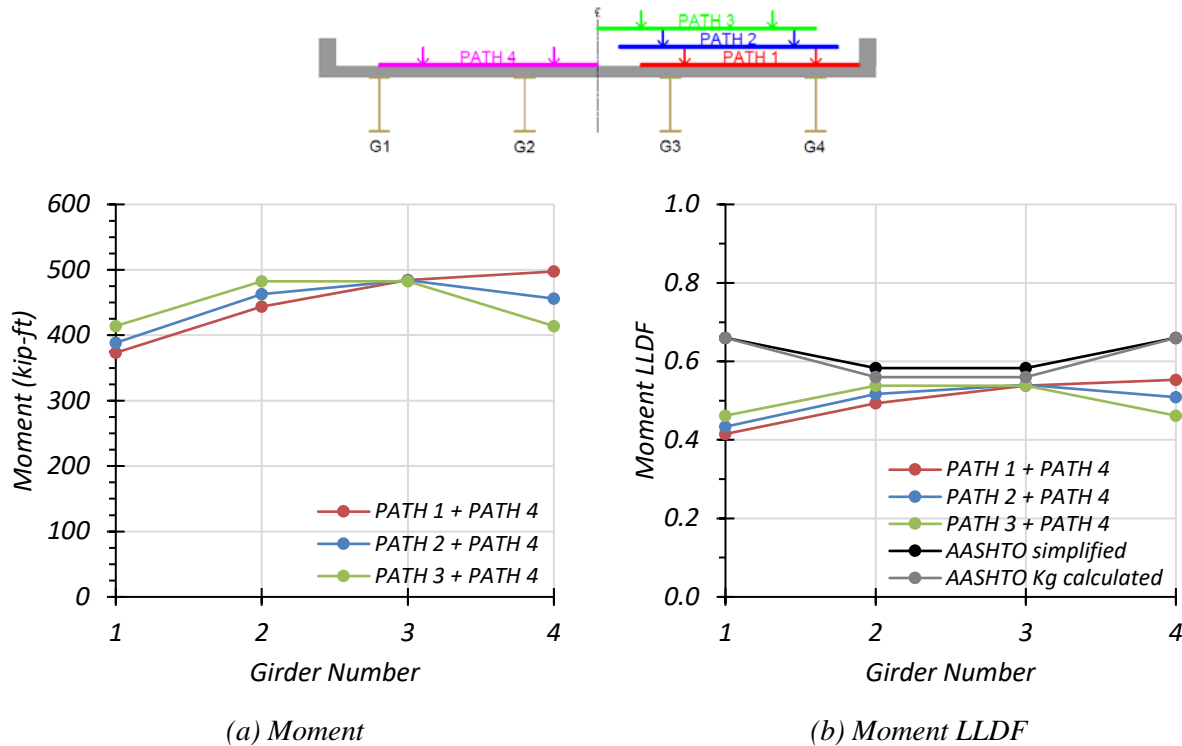 ℄
PATH 3
PATH 2
PATH 4
PATH 1
G1
G2
G3
G4
600
500
400
300
200
100
0
Moment (kip-ft)
PATH 1 + PATH 4
PATH 2 + PATH 4
PATH 3 + PATH 4
1
2
3
4
Girder Number
(a) Moment
1.0
0.8
0.6
0.4
0.2
0.0
Moment LLDF
PATH 1 + PATH 4
PATH 2 + PATH 4
PATH 3 + PATH 4
AASHTO simplified
AASHTO Kg calculated
1
2
3
4
Girder Number
(b) Moment LLDF